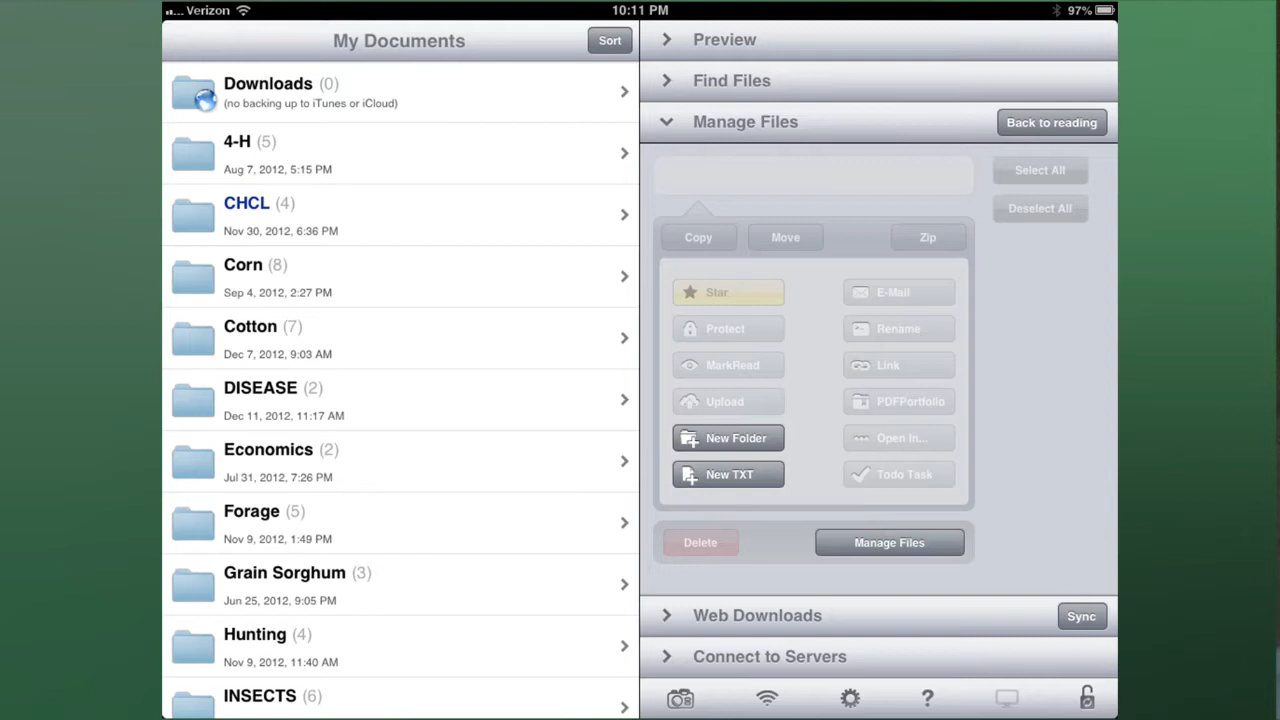 Verizon 10:11 PM 97%
My Documents Sort
Downloads (0)
(no backing up to iTunes or iCloud)
4-H (5)
Aug 7, 2012, 5:15 PM
CHCL (4)
Nov 30, 2012, 6:36 PM
Corn (8)
Sep 4, 2012, 2:27 PM
Cotton (7)
Dec 7, 2012, 9:03 AM
DISEASE (2)
Dec 11, 2012, 11:17 AM
Economics (2)
Jul 31, 2012, 7:26 PM
Forage (5)
Nov 9, 2012, 1:49 PM
Grain Sorghum (3)
Jun 25, 2012, 9:05 PM
Hunting (4)
Nov 9, 2012, 11:40 AM
INSECTS (6)
Preview
Find Files
Manage Files Back to reading
Select All
Deselect All
Copy Move Zip
Star E-Mail
Protect Rename
MarkRead Link
Upload PDFPortfolio
New Folder Open In...
New TXT Todo Task
Delete Manage Files
Web Downloads Sync
Connect to Servers
?